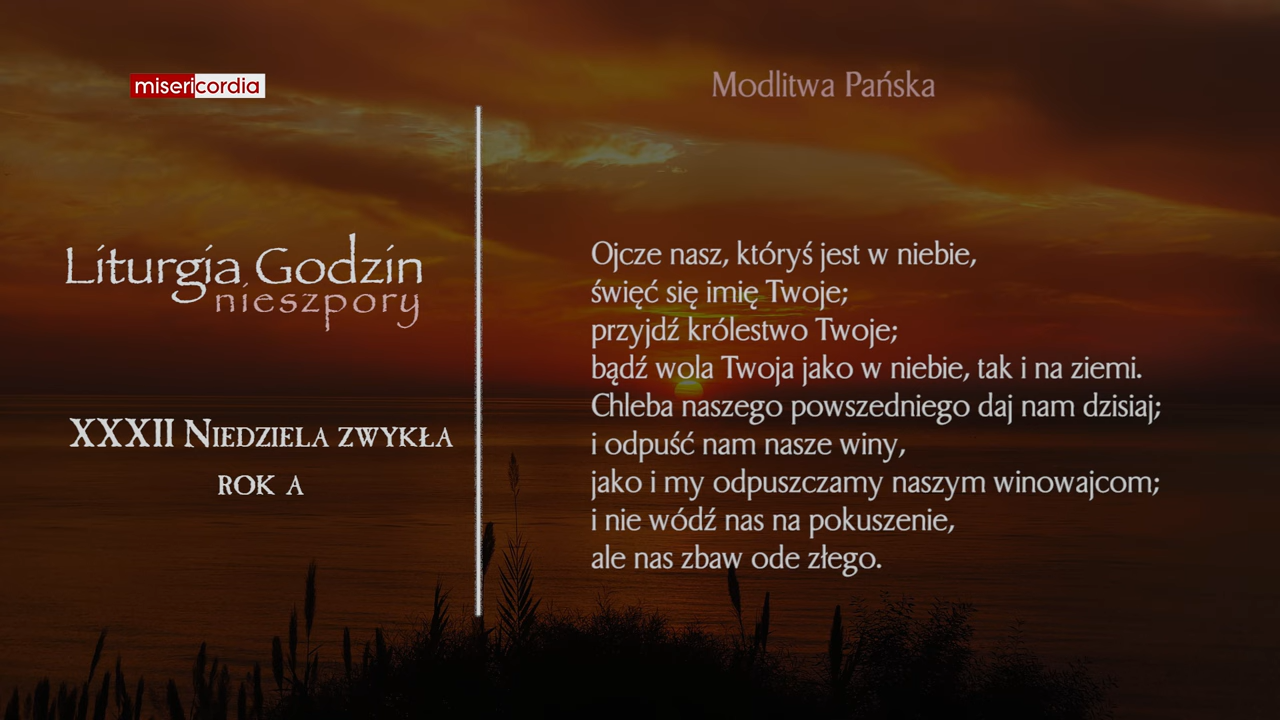 misericordia
Liturgia Godzin
nieszpory
XXXII Niedziela zwykła
rok A
Modlitwa Pańska
Ojcze nasz, któryś jest w niebie,
święć się imię Twoje;
przyjdź królestwo Twoje;
bądź wola Twoja jako w niebie, tak i na ziemi.
Chleba naszego powszedniego daj nam dzisiaj;
i odpuść nam nasze winy,
jako i my odpuszczamy naszym winowajcom;
i nie wódź nas na pokuszenie,
ale nas zbaw ode złego.